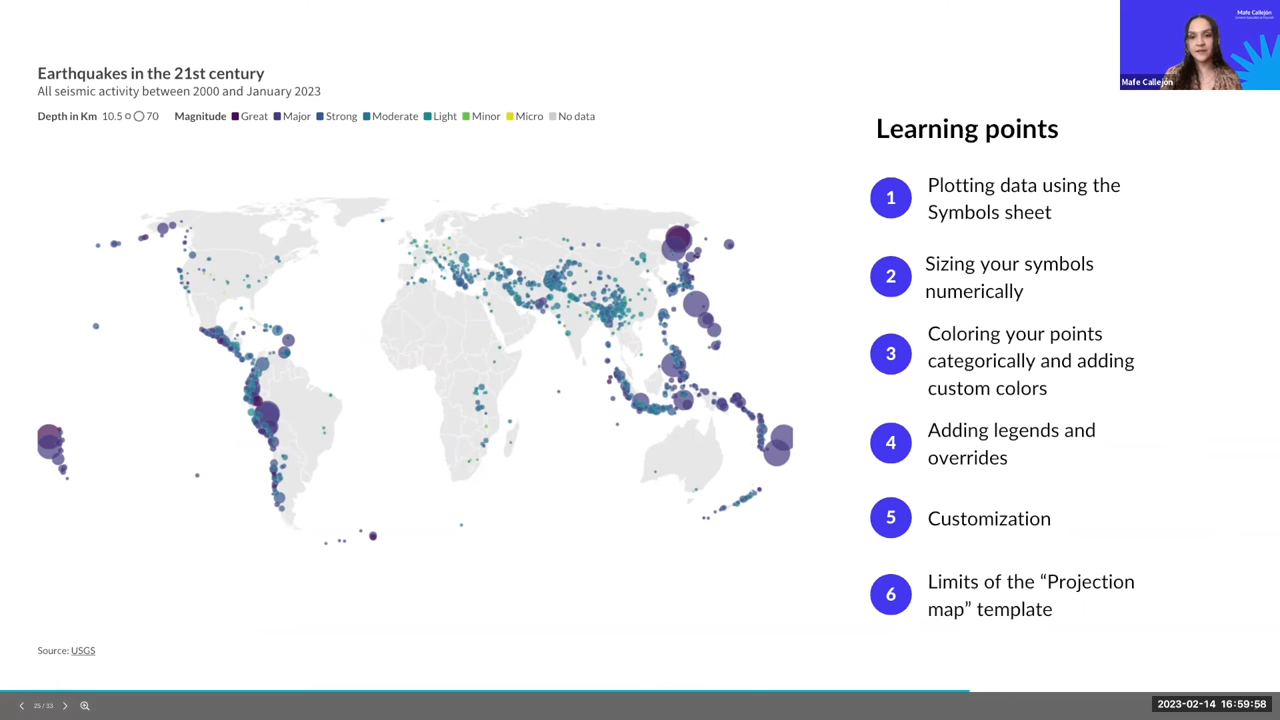 Earthquakes in the 21st century
All seismic activity between 2000 and January 2023
Depth in Km 10.5 70 Magnitude Great Major Strong Moderate Light Minor Micro No data
Source: USGS
Mafe Callejón
Mafe Callejón
Learning points
1 Plotting data using the
Symbols sheet
2 Sizing your symbols
numerically
3 Coloring your points
categorically and adding
custom colors
4 Adding legends and
overrides
5 Customization
6 Limits of the “Projection
map” template
25 / 33
2023-02-14 16:59:58